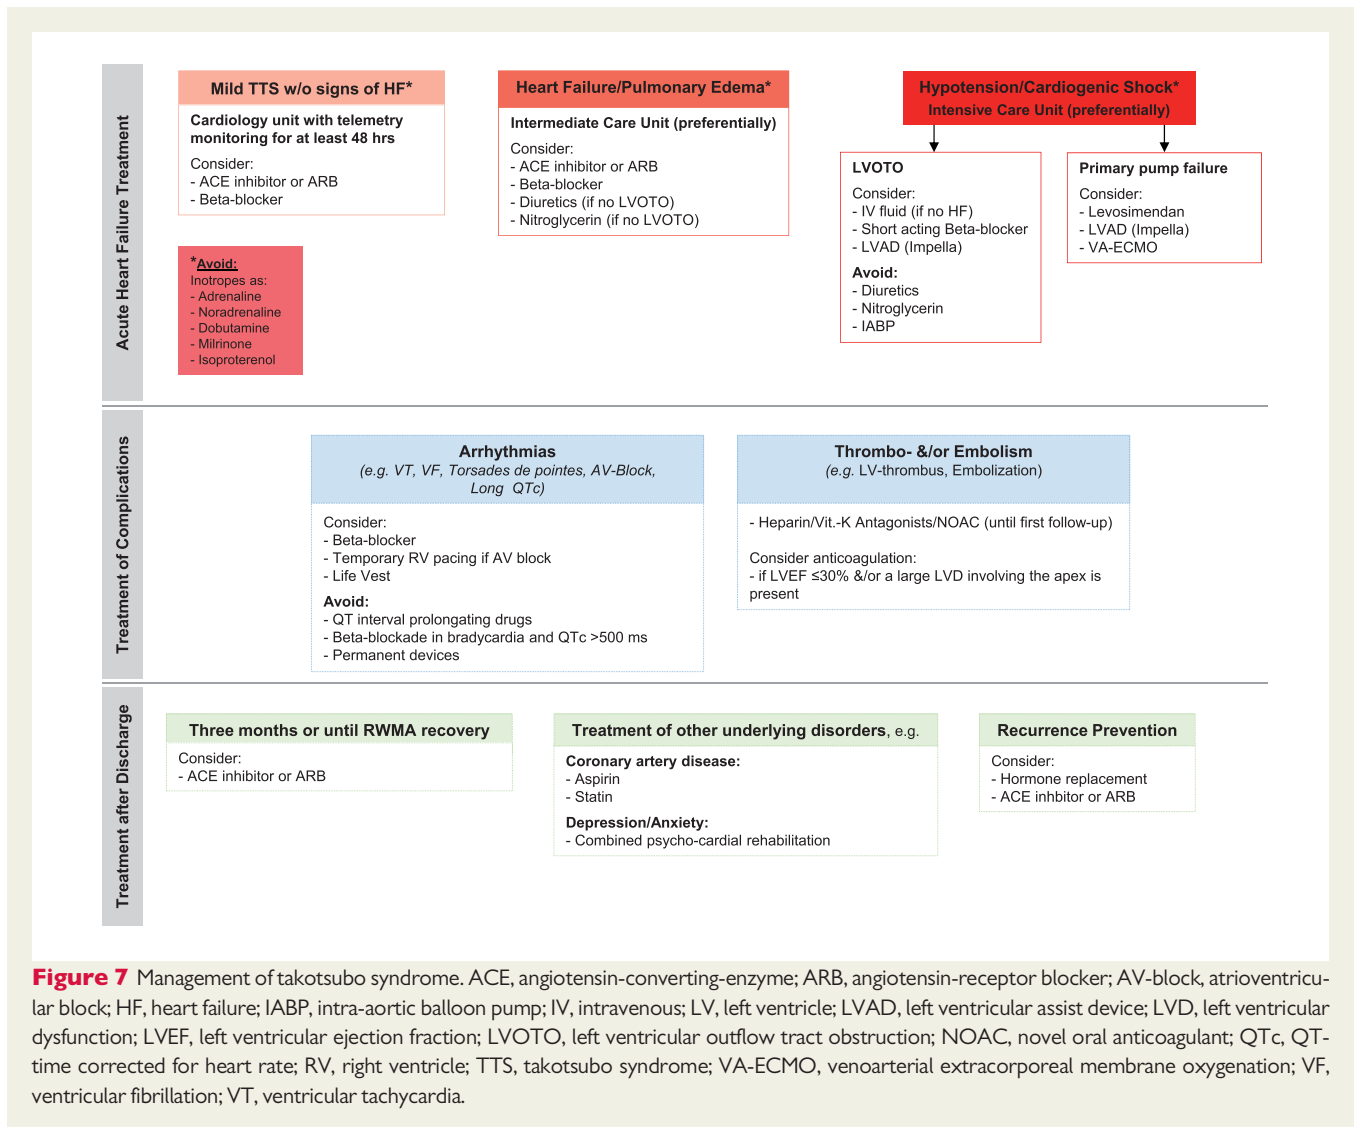 Acute Heart Failure Treatment
Mild TTS w/o signs of HF*
Cardiology unit with telemetry
monitoring for at least 48 hrs
Consider:
- ACE inhibitor or ARB
- Beta-blocker
*Avoid:
Inotropes as:
- Adrenaline
- Noradrenaline
- Dobutamine
- Milrinone
- Isoproterenol
Heart Failure/Pulmonary Edema*
Intermediate Care Unit (preferentially)
Consider:
- ACE inhibitor or ARB
- Beta-blocker
- Diuretics (if no LVOTO)
- Nitroglycerin (if no LVOTO)
Hypotension/Cardiogenic Shock*
Intensive Care Unit (preferentially)
LVOTO
Consider:
- IV fluid (if no HF)
- Short acting Beta-blocker
- LVAD (Impella)
Avoid:
- Diuretics
- Nitroglycerin
- IABP
Primary pump failure
Consider:
- Levosimendan
- LVAD (Impella)
- VA-ECMO
Treatment of Complications
Arrhythmias
(e.g. VT, VF, Torsades de pointes, AV-Block,
Long QTc)
Consider:
- Beta-blocker
- Temporary RV pacing if AV block
- Life Vest
Avoid:
- QT interval prolongating drugs
- Beta-blockade in bradycardia and QTc >500 ms
- Permanent devices
Thrombo- &/or Embolism
(e.g. LV-thrombus, Embolization)
- Heparin/Vit.-K Antagonists/NOAC (until first follow-up)
Consider anticoagulation:
- if LVEF ≤30% &/or a large LVD involving the apex is
present
Treatment after Discharge
Three months or until RWMA recovery
Consider:
- ACE inhibitor or ARB
Treatment of other underlying disorders, e.g.
Coronary artery disease:
- Aspirin
- Statin
Depression/Anxiety:
- Combined psycho-cardial rehabilitation
Recurrence Prevention
Consider:
- Hormone replacement
- ACE inhbitor or ARB
Figure 7 Management of takotsubo syndrome. ACE, angiotensin-converting-enzyme; ARB, angiotensin-receptor blocker; AV-block, atrioventricu-
lar block; HF, heart failure; IABP, intra-aortic balloon pump; IV, intravenous; LV, left ventricle; LVAD, left ventricular assist device; LVD, left ventricular
dysfunction; LVEF, left ventricular ejection fraction; LVOTO, left ventricular outflow tract obstruction; NOAC, novel oral anticoagulant; QTc, QT-
time corrected for heart rate; RV, right ventricle; TTS, takotsubo syndrome; VA-ECMO, venoarterial extracorporeal membrane oxygenation; VF,
ventricular fibrillation; VT, ventricular tachycardia.